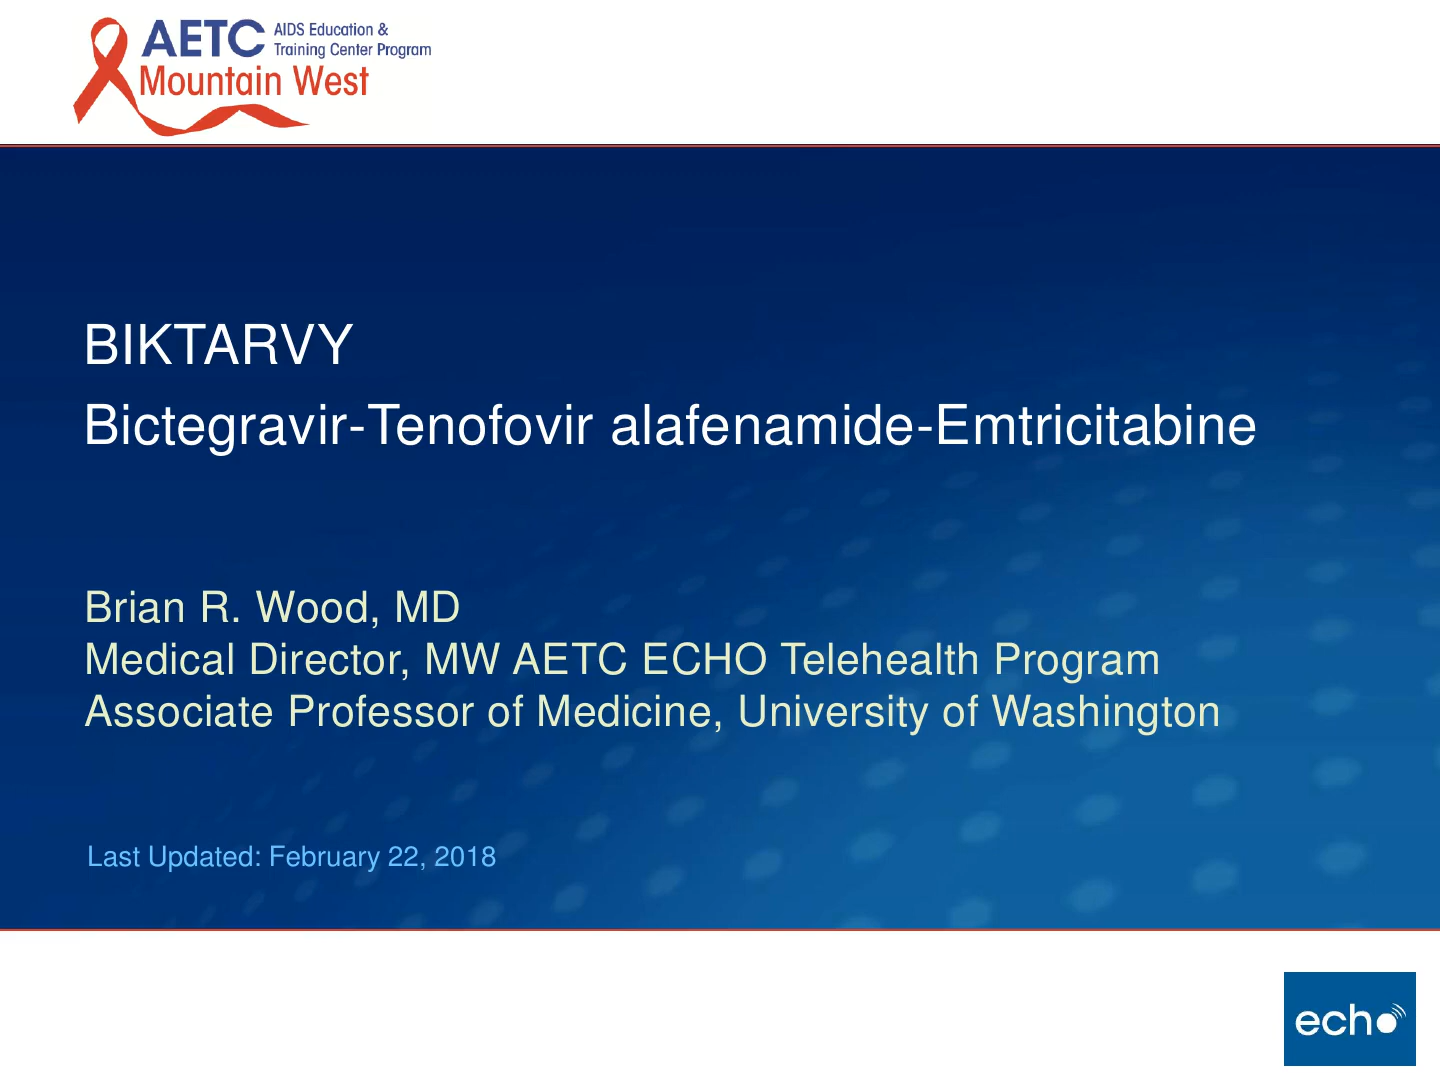 AETC AIDS Education &
Training Center Program
Mountain West
BIKTARVY
Bictegravir-Tenofovir alafenamide-Emtricitabine
Brian R. Wood, MD
Medical Director, MW AETC ECHO Telehealth Program
Associate Professor of Medicine, University of Washington
Last Updated: February 22, 2018
echo